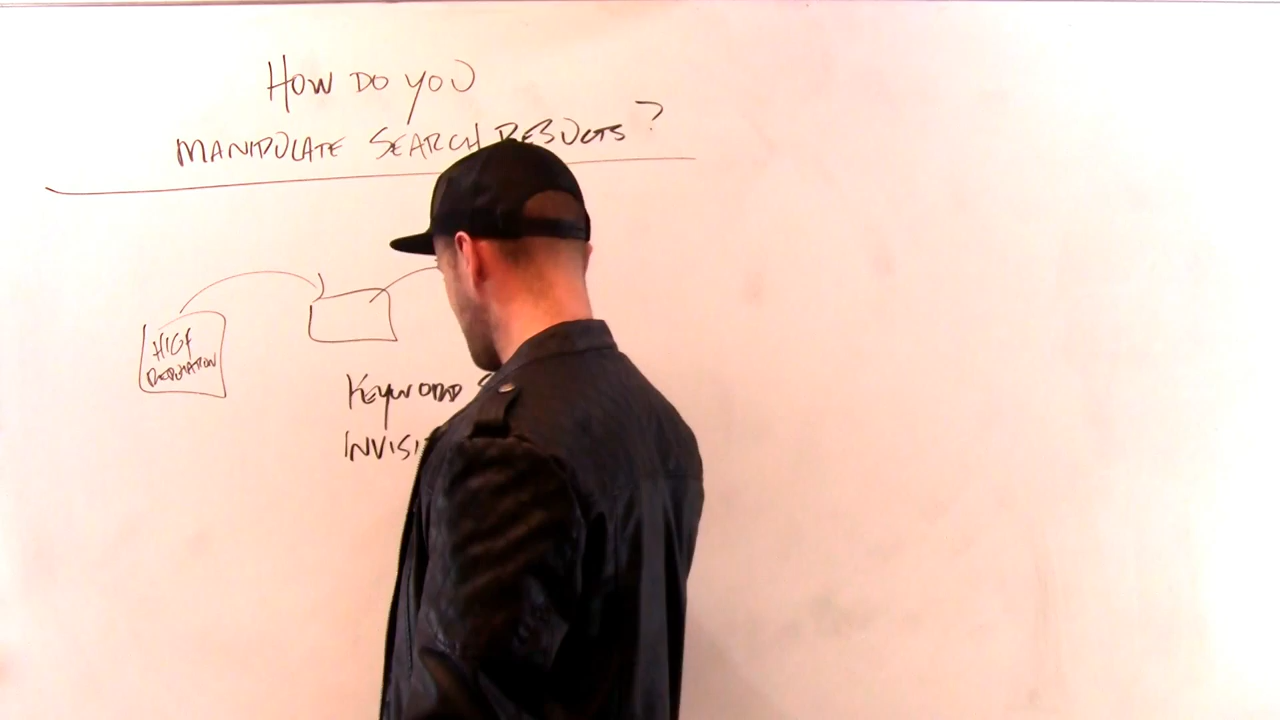 HOW DO YOU
MANIPULATE SEARCH RESULTS?
HIGH
REPUTATION
KEYWORD
INVISI